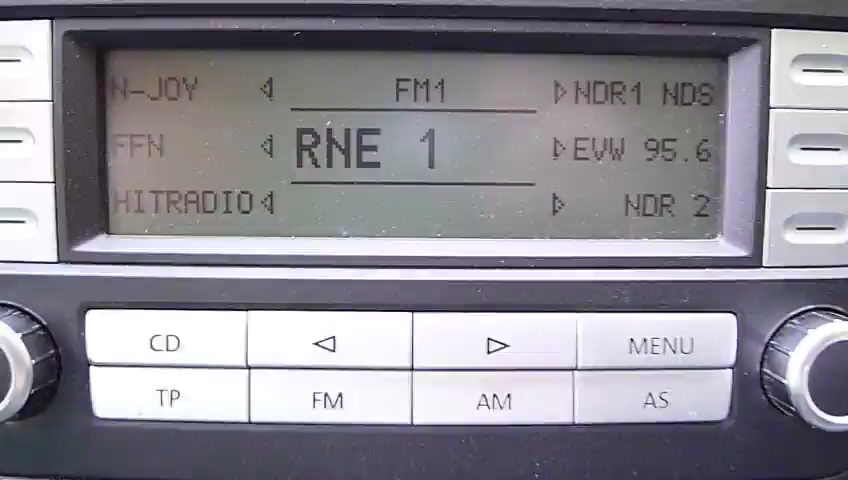 N-JOY FM1 NDR1 NDS
FFN RNE 1 EVW 95.6
HITRADIO NDR 2
CD MENU
TP FM AM AS